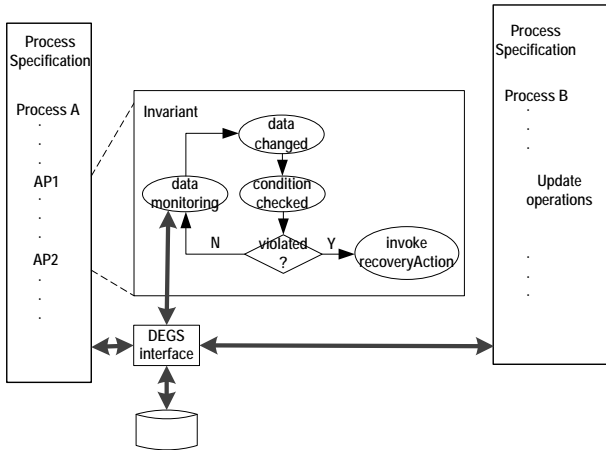 Process
Specification
Process A
AP1
AP2
Invariant
data
changed
condition
checked
data
monitoring
violated
?
N
Y
invoke
recoveryAction
DEGS
interface
Process
Specification
Process B
Update
operations